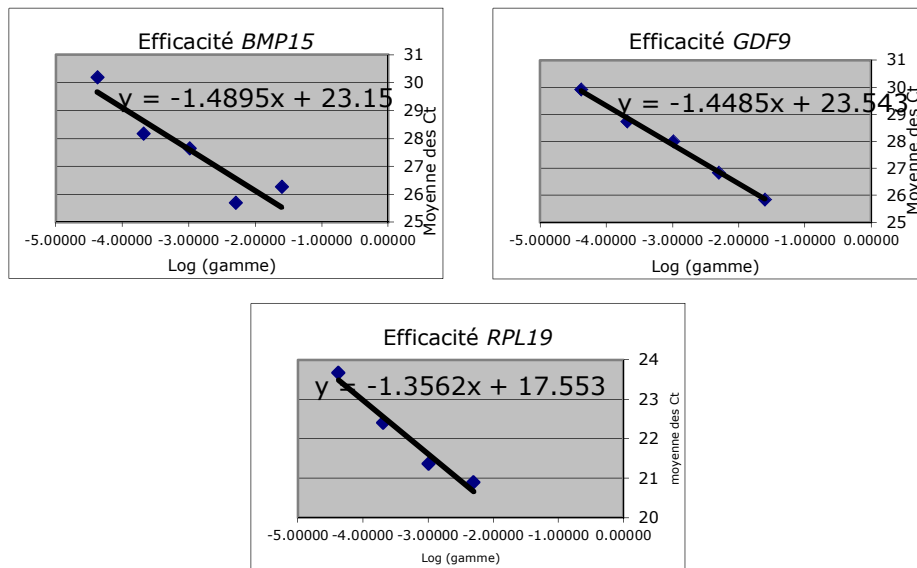 Efficacité BMP15
y = -1.4895x + 23.15
31
30
29
28
27
26
25
Moyenne des Ct
-5.00000 -4.00000 -3.00000 -2.00000 -1.00000 0.00000
Log (gamme)
Efficacité GDF9
y = -1.4485x + 23.543
31
30
29
28
27
26
25
Moyenne des Ct
-5.00000 -4.00000 -3.00000 -2.00000 -1.00000 0.00000
Log (gamme)
Efficacité RPL19
y = -1.3562x + 17.553
24
23
22
21
20
moyenne des Ct
-5.00000 -4.00000 -3.00000 -2.00000 -1.00000 0.00000
Log (gamme)